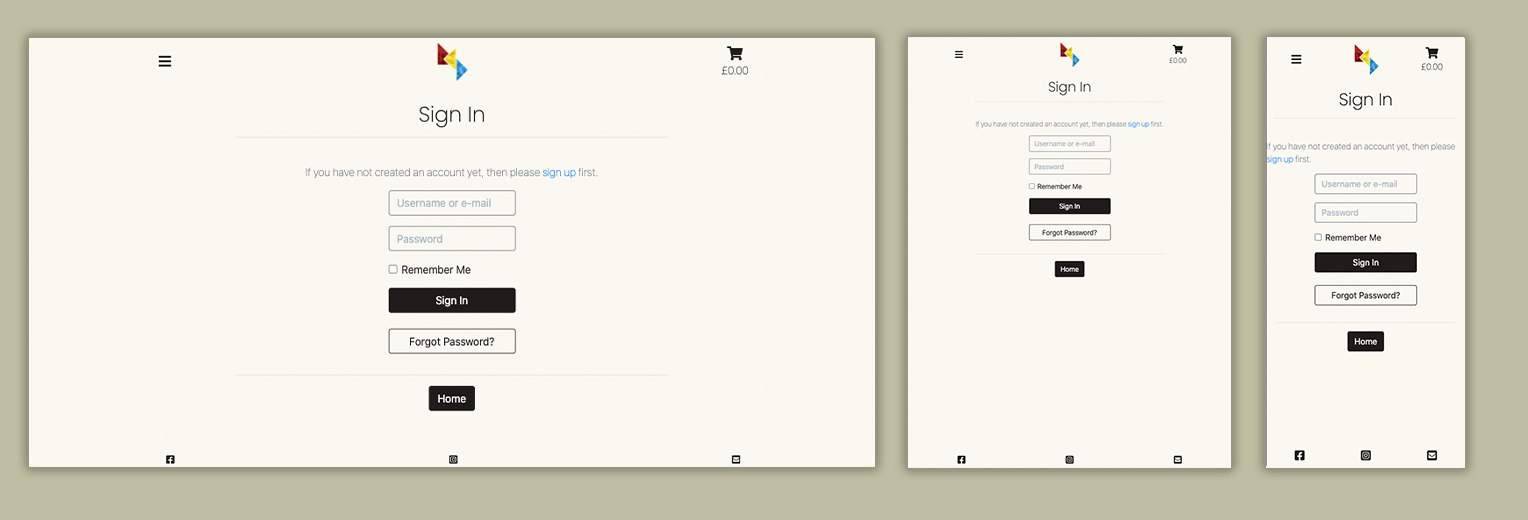 £0.00
Sign In
If you have not created an account yet, then please sign up first.
Username or e-mail
Password
Remember Me
Sign In
Forgot Password?
Home
£0.00
Sign In
If you have not created an account yet, then please sign up first.
Username or e-mail
Password
Remember Me
Sign In
Forgot Password?
Home
£0.00
Sign In
If you have not created an account yet, then please
sign up first.
Username or e-mail
Password
Remember Me
Sign In
Forgot Password?
Home